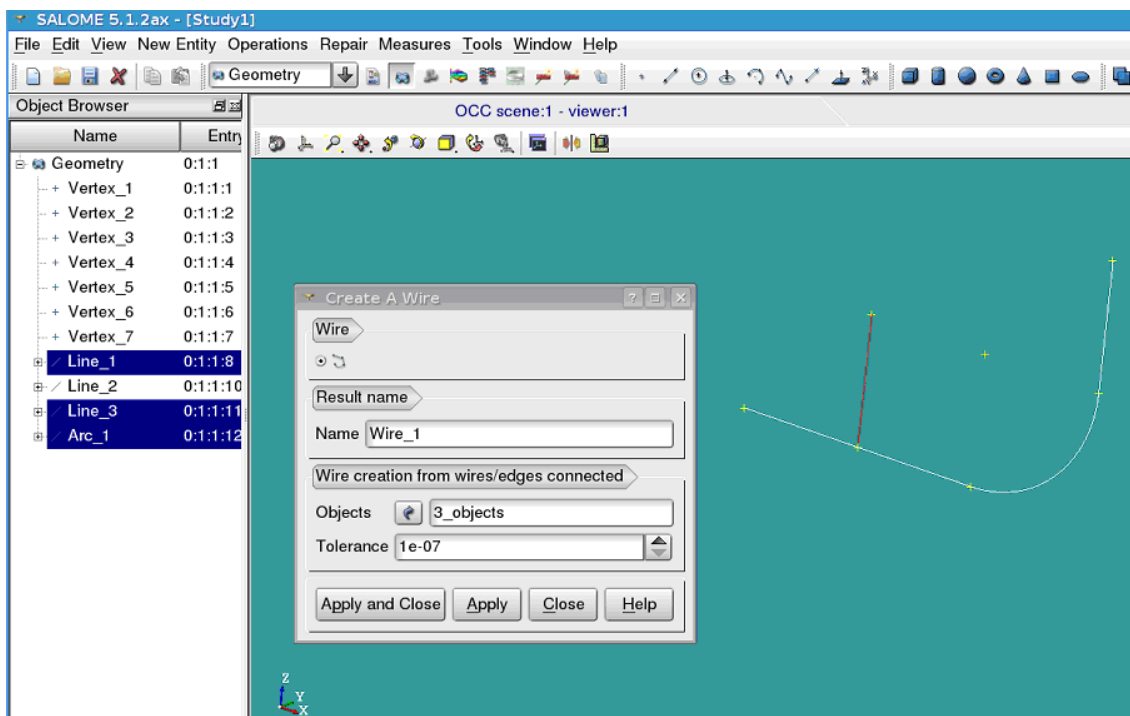 SALOME 5.1.2ax - [Study1]
File Edit View New Entity Operations Repair Measures Tools Window Help
Geometry
Object Browser
OCC scene:1 - viewer:1
Name Entry
Geometry 0:1:1
Vertex_1 0:1:1:1
Vertex_2 0:1:1:2
Vertex_3 0:1:1:3
Vertex_4 0:1:1:4
Vertex_5 0:1:1:5
Vertex_6 0:1:1:6
Vertex_7 0:1:1:7
Line_1 0:1:1:8
Line_2 0:1:1:10
Line_3 0:1:1:11
Arc_1 0:1:1:12
Create A Wire
Wire
Result name
Name Wire_1
Wire creation from wires/edges connected
Objects 3_objects
Tolerance 1e-07
Apply and Close Apply Close Help
Z
Y
X